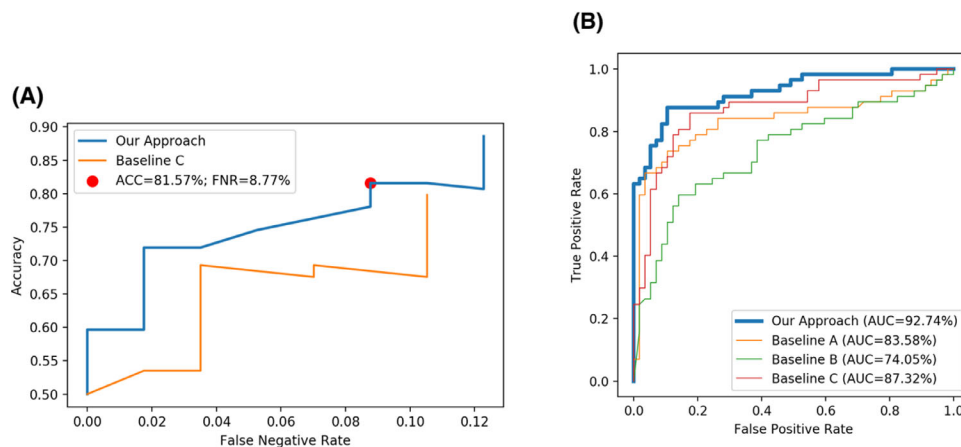 (A)
0.90
0.85
0.80
0.75
0.70
0.65
0.60
0.55
0.50
Accuracy
Our Approach
Baseline C
ACC=81.57%; FNR=8.77%
0.00 0.02 0.04 0.06 0.08 0.10 0.12
False Negative Rate
(B)
1.0
0.8
0.6
0.4
0.2
0.0
True Positive Rate
Our Approach (AUC=92.74%)
Baseline A (AUC=83.58%)
Baseline B (AUC=74.05%)
Baseline C (AUC=87.32%)
0.0 0.2 0.4 0.6 0.8 1.0
False Positive Rate